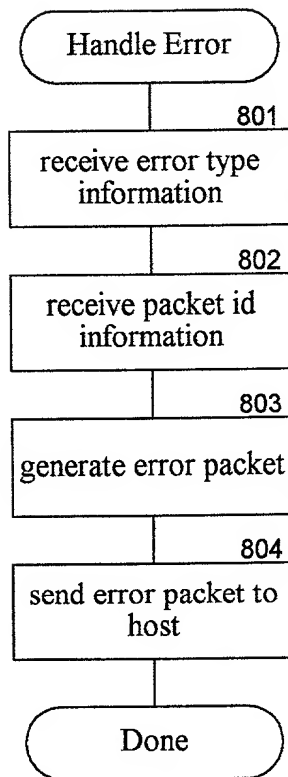 Handle Error
801
receive error type
information
802
receive packet id
information
803
generate error packet
804
send error packet to
host
Done